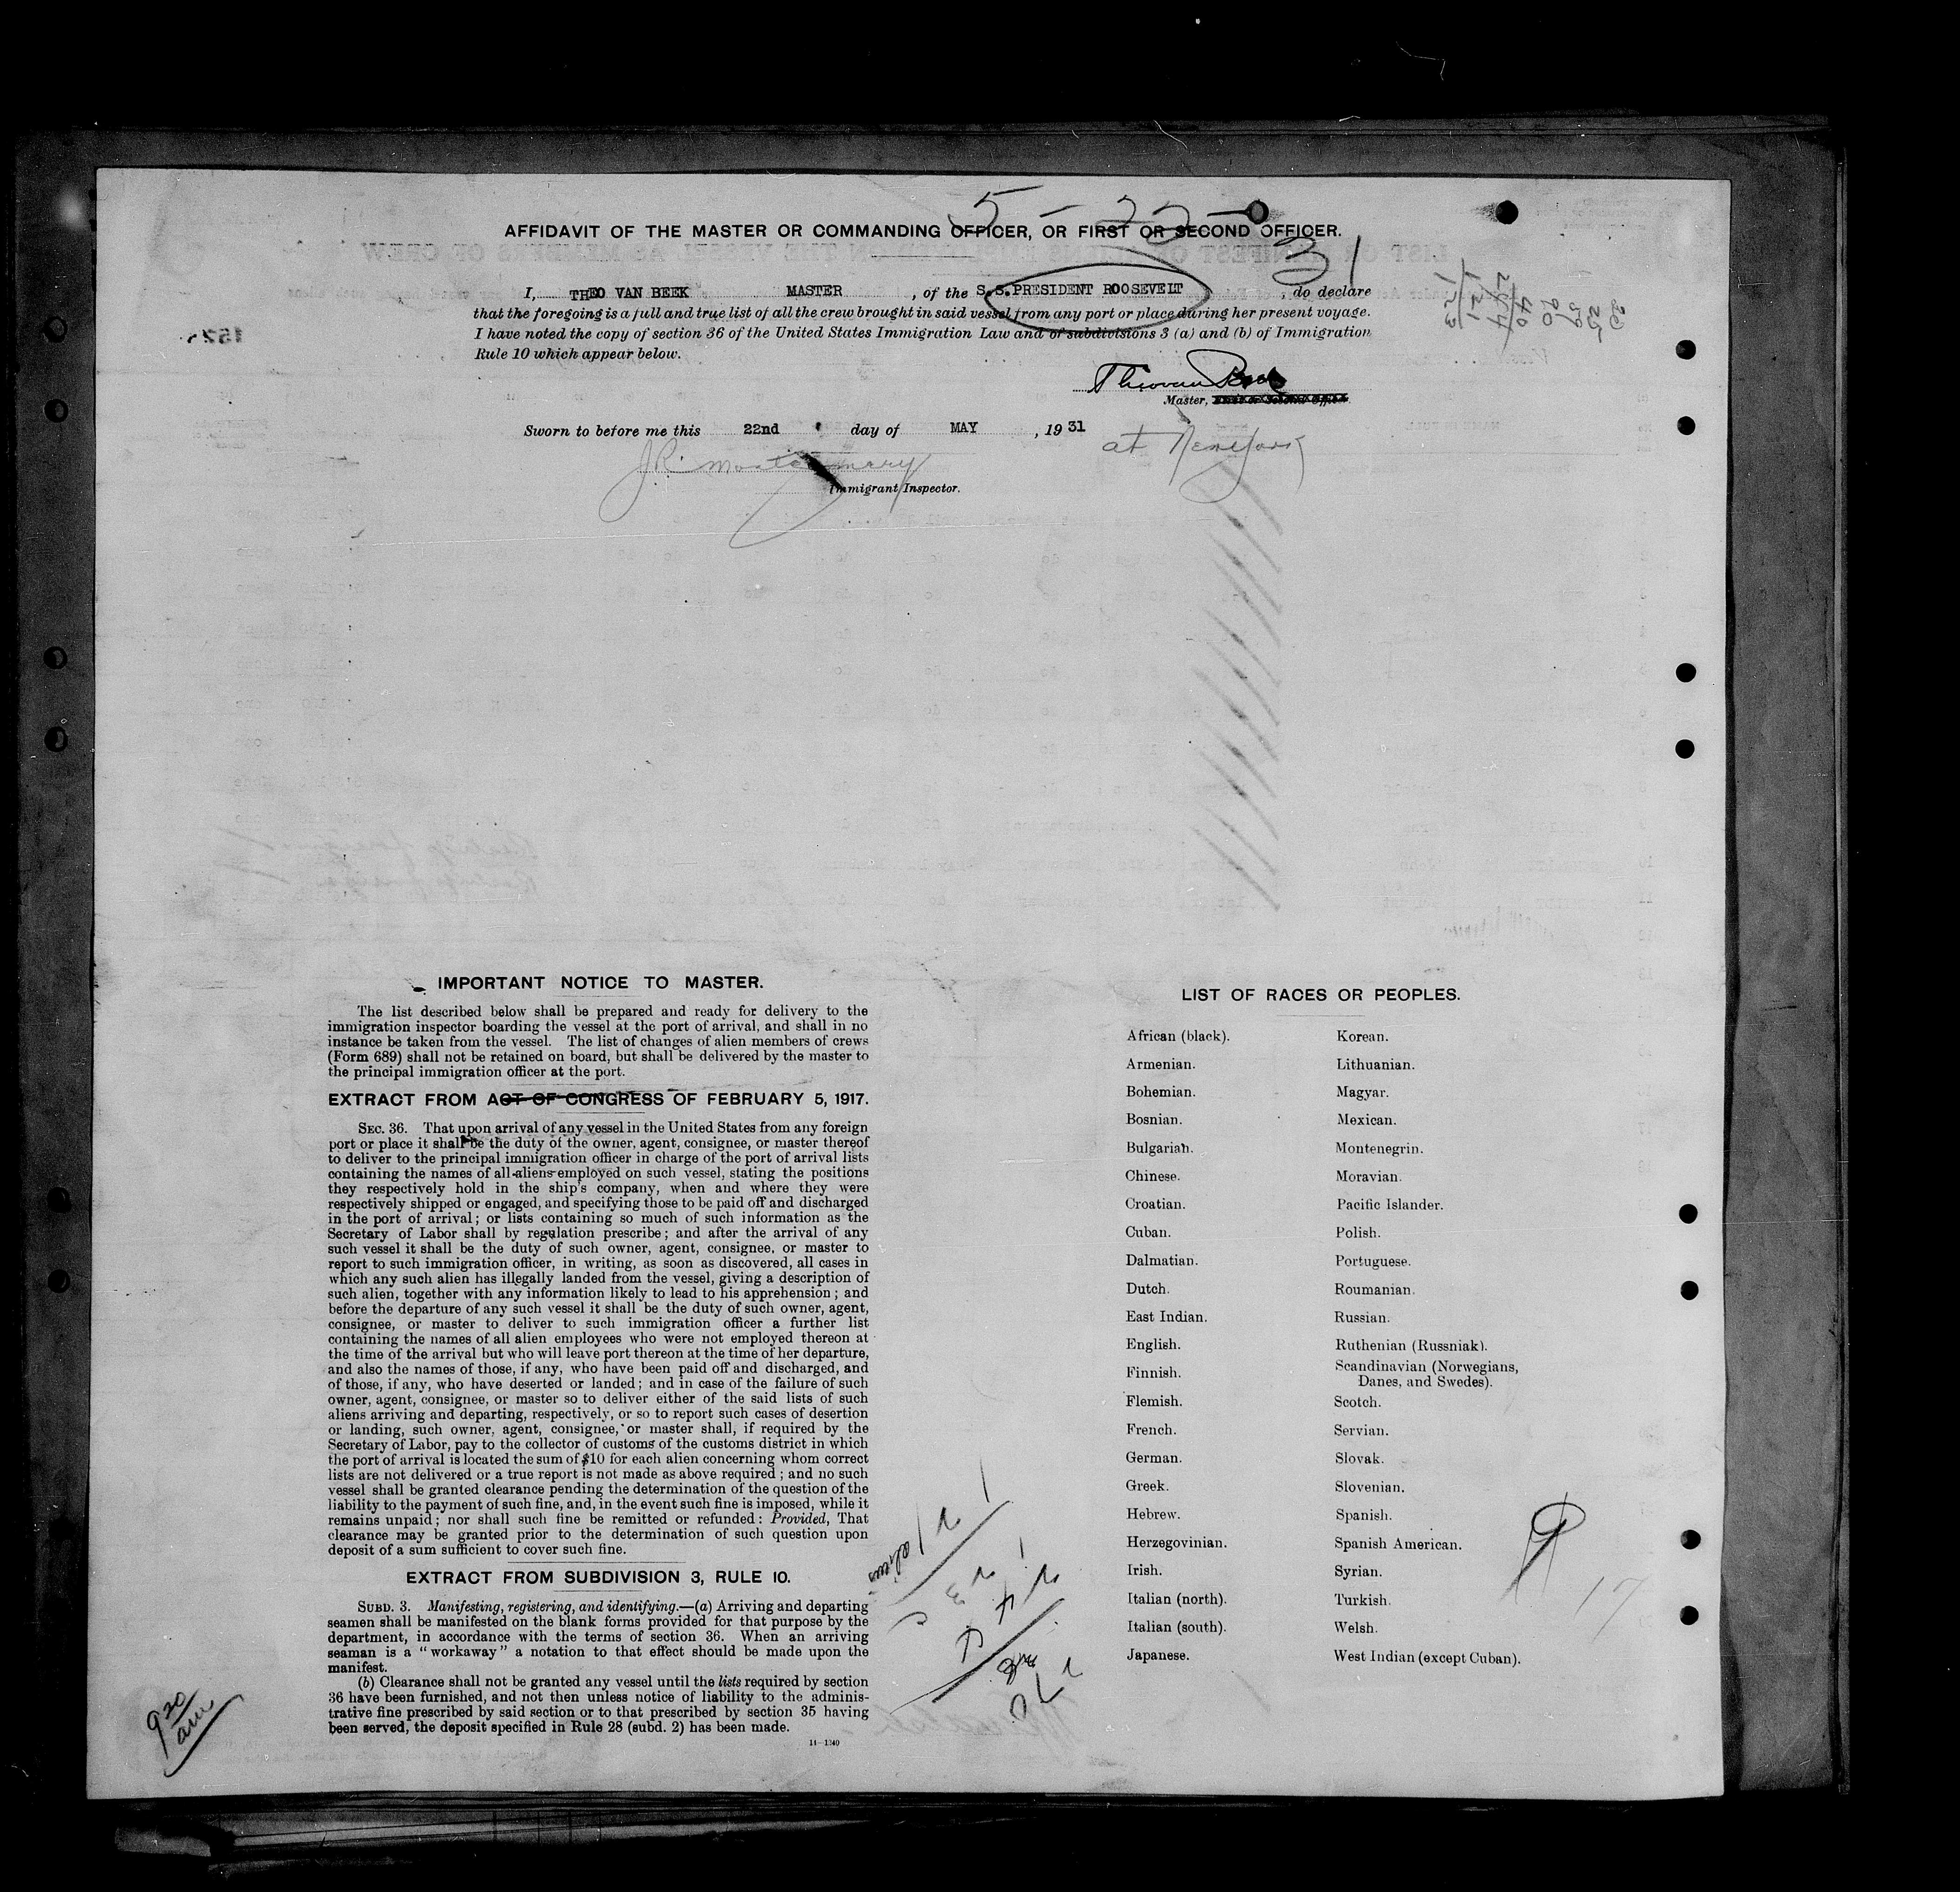 5 - 22 - 31
AFFIDAVIT OF THE MASTER OR COMMANDING OFFICER, OR FIRST OR SECOND OFFICER.
I, THEO VAN BEEK MASTER, of the S.S. PRESIDENT ROOSEVELT, do declare
that the foregoing is a full and true list of all the crew brought in said vessel from any port or place during her present voyage.
I have noted the copy of section 36 of the United States Immigration Law and of subdivisions 3 (a) and (b) of Immigration
Rule 10 which appear below.
Theo van Beek
Master, First or Second Officer.
Sworn to before me this 22nd day of MAY, 1931 at New York
J.R. Montgomery
Immigrant Inspector.
IMPORTANT NOTICE TO MASTER.
The list described below shall be prepared and ready for delivery to the
immigration inspector boarding the vessel at the port of arrival, and shall in no
instance be taken from the vessel. The list of changes of alien members of crews
(Form 689) shall not be retained on board, but shall be delivered by the master to
the principal immigration officer at the port.
EXTRACT FROM ACT OF CONGRESS OF FEBRUARY 5, 1917.
SEC. 36. That upon arrival of any vessel in the United States from any foreign
port or place it shall be the duty of the owner, agent, consignee, or master thereof
to deliver to the principal immigration officer in charge of the port of arrival lists
containing the names of all aliens employed on such vessel, stating the positions
they respectively hold in the ship's company, when and where they were
respectively shipped or engaged, and specifying those to be paid off and discharged
in the port of arrival; or lists containing so much of such information as the
Secretary of Labor shall by regulation prescribe; and after the arrival of any
such vessel it shall be the duty of such owner, agent, consignee, or master to
report to such immigration officer, in writing, as soon as discovered, all cases in
which any such alien has illegally landed from the vessel, giving a description of
such alien, together with any information likely to lead to his apprehension; and
before the departure of any such vessel it shall be the duty of such owner, agent,
consignee, or master to deliver to such immigration officer a further list
containing the names of all alien employees who were not employed thereon at
the time of the arrival but who will leave port thereon at the time of her departure,
and also the names of those, if any, who have been paid off and discharged, and
of those, if any, who have deserted or landed; and in case of the failure of such
owner, agent, consignee, or master so to deliver either of the said lists of such
aliens arriving and departing, respectively, or so to report such cases of desertion
or landing, such owner, agent, consignee, or master shall, if required by the
Secretary of Labor, pay to the collector of customs of the customs district in which
the port of arrival is located the sum of $10 for each alien concerning whom correct
lists are not delivered or a true report is not made as above required; and no such
vessel shall be granted clearance pending the determination of the question of the
liability to the payment of such fine, and, in the event such fine is imposed, while it
remains unpaid; nor shall such fine be remitted or refunded: Provided, That
clearance may be granted prior to the determination of such question upon
deposit of a sum sufficient to cover such fine.
EXTRACT FROM SUBDIVISION 3, RULE 10.
SUBD. 3. Manifesting, registering, and identifying.—(a) Arriving and departing
seamen shall be manifested on the blank forms provided for that purpose by the
department, in accordance with the terms of section 36. When an arriving
seaman is a "workaway" a notation to that effect should be made upon the
manifest.
(b) Clearance shall not be granted any vessel until the lists required by section
36 have been furnished, and not then unless notice of liability to the adminis-
trative fine prescribed by said section or to that prescribed by section 35 having
been served, the deposit specified in Rule 28 (subd. 2) has been made.
14—1240
9 20
am
LIST OF RACES OR PEOPLES.
African (black).
Armenian.
Bohemian.
Bosnian.
Bulgarian.
Chinese.
Croatian.
Cuban.
Dalmatian.
Dutch.
East Indian.
English.
Finnish.
Flemish.
French.
German.
Greek.
Hebrew.
Herzegovinian.
Irish.
Italian (north).
Italian (south).
Japanese.
Korean.
Lithuanian.
Magyar.
Mexican.
Montenegrin.
Moravian.
Pacific Islander.
Polish.
Portuguese.
Roumanian.
Russian.
Ruthenian (Russniak).
Scandinavian (Norwegians,
Danes, and Swedes).
Scotch.
Servian.
Slovak.
Slovenian.
Spanish.
Spanish American.
Syrian.
Turkish.
Welsh.
West Indian (except Cuban).
9
17